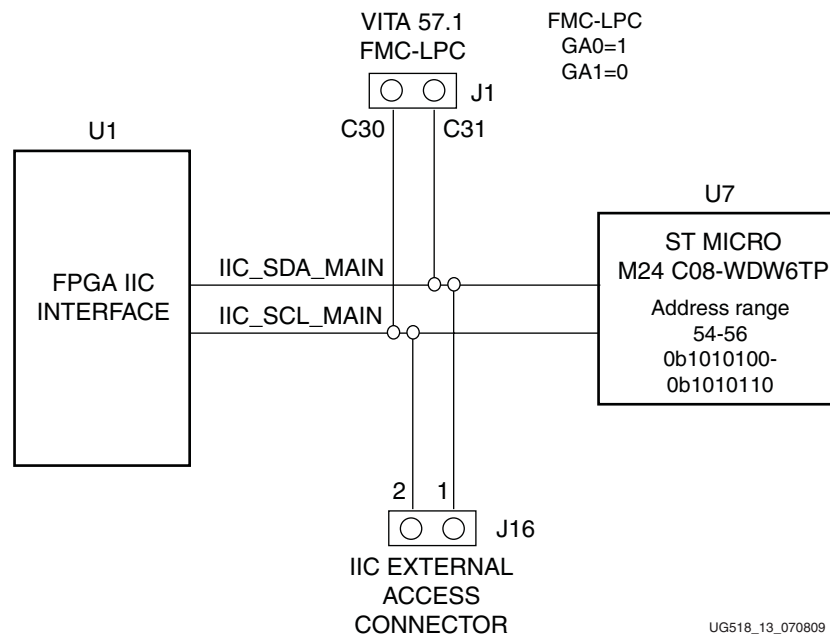 VITA 57.1
FMC-LPC
FMC-LPC
GA0=1
GA1=0
J1
C30
C31
U1
U7
FPGA IIC
INTERFACE
IIC_SDA_MAIN
IIC_SCL_MAIN
ST MICRO
M24 C08-WDW6TP
Address range
54-56
0b1010100-
0b1010110
2
1
J16
IIC EXTERNAL
ACCESS
CONNECTOR
UG518_13_070809